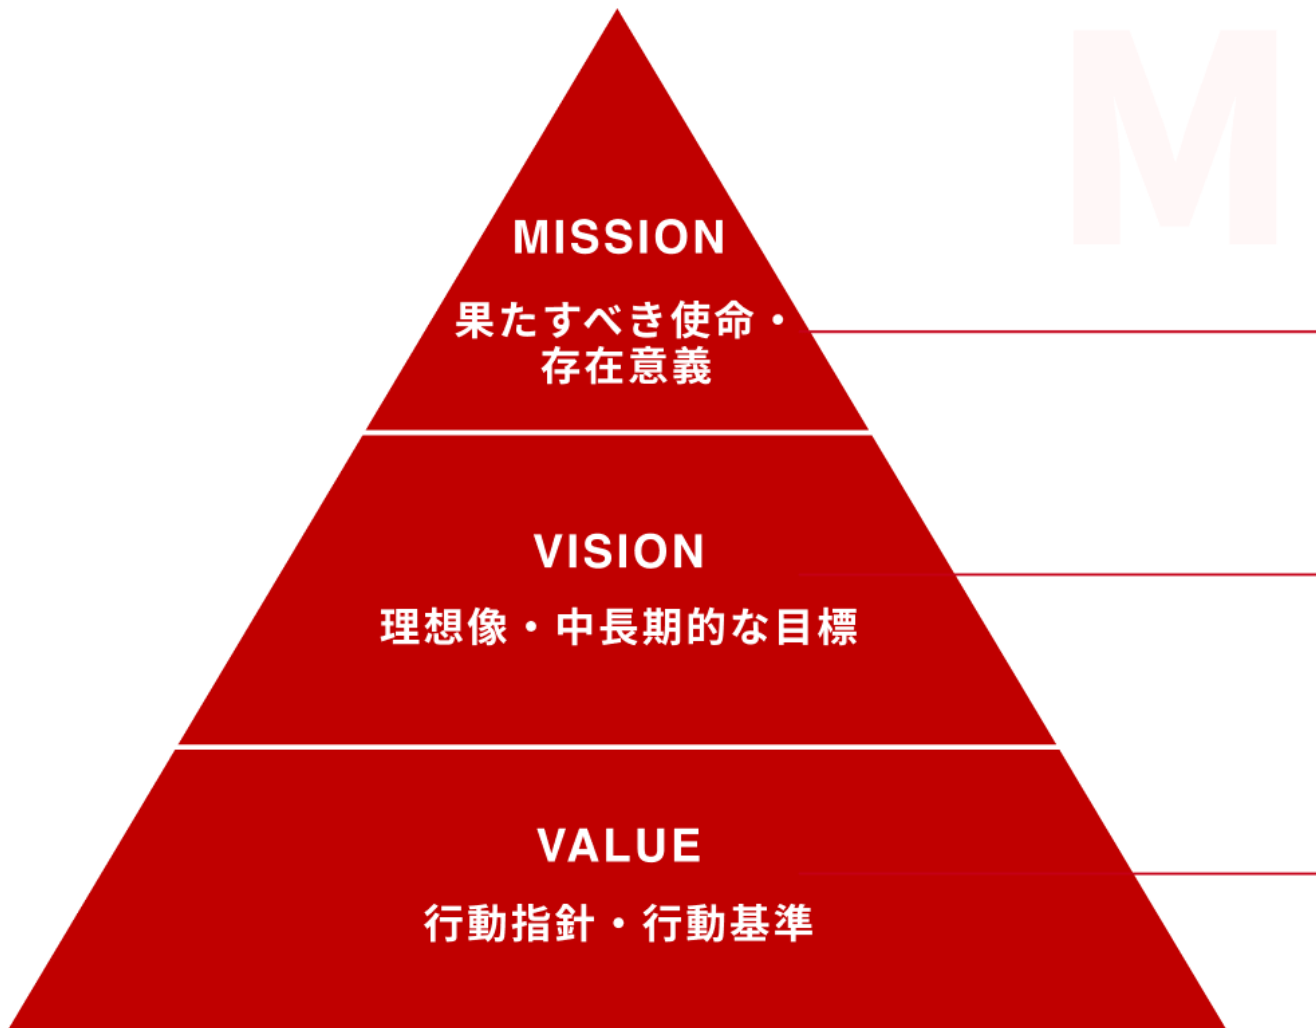 M
MISSION
果たすべき使命・
存在意義
VISION
理想像・中長期的な目標
VALUE
行動指針・行動基準